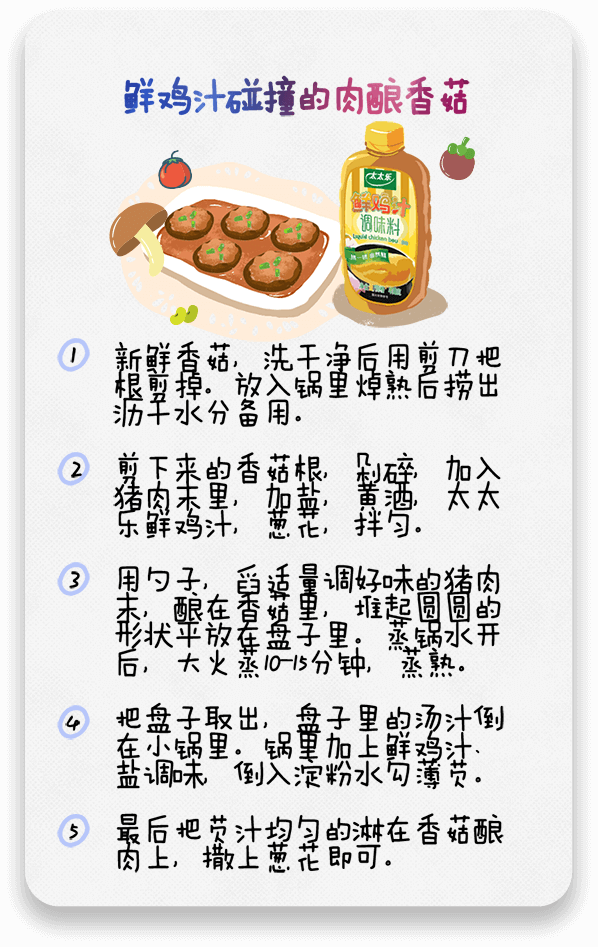 鲜鸡汁碰撞的肉酿香菇
太太乐
鲜鸡汁
调味料
Liquid chicken
1
新鲜香菇，洗干净后用剪刀把
根剪掉。放入锅里焯熟后捞出
沥干水分备用。
2
剪下来的香菇根，剁碎，加入
猪肉末里，加盐，黄酒，太太
乐鲜鸡汁，葱花，拌匀。
3
用勺子，舀适量调好味的猪肉
末，酿在香菇里，堆起圆圆的
形状平放在盘子里。蒸锅水开
后，大火蒸10-15分钟，蒸熟。
4
把盘子取出，盘子里的汤汁倒
在小锅里。锅里加上鲜鸡汁、
盐调味，倒入淀粉水勾薄芡。
5
最后把芡汁均匀的淋在香菇酿
肉上，撒上葱花即可。